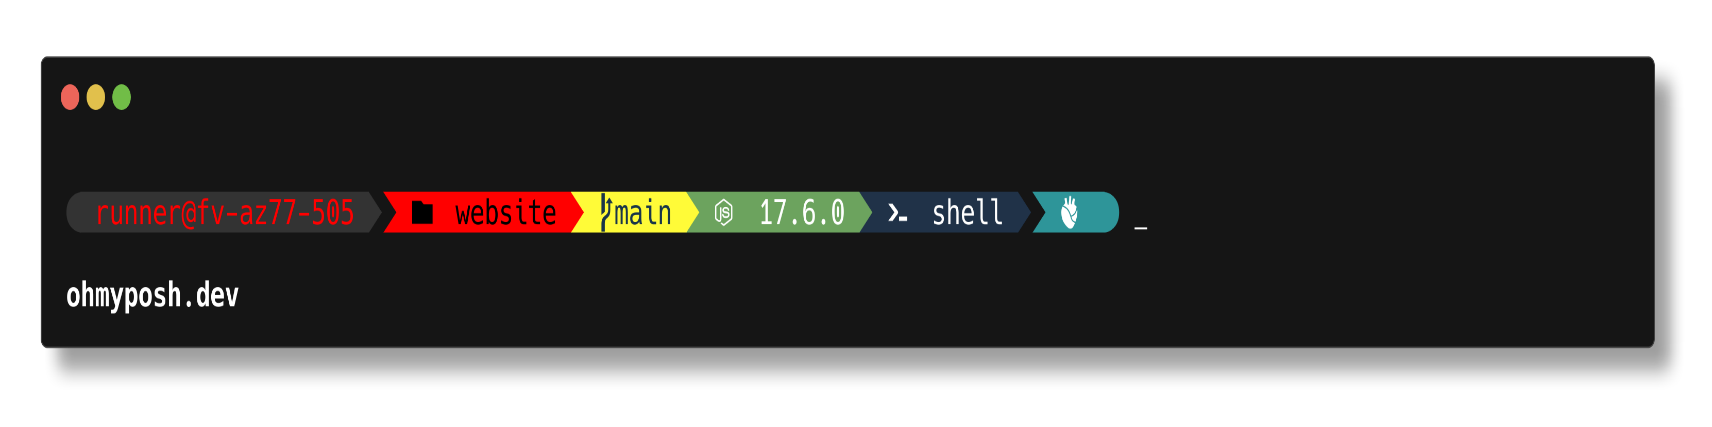 runner@fv-az77-505 website main 17.6.0 shell _
ohmyposh.dev